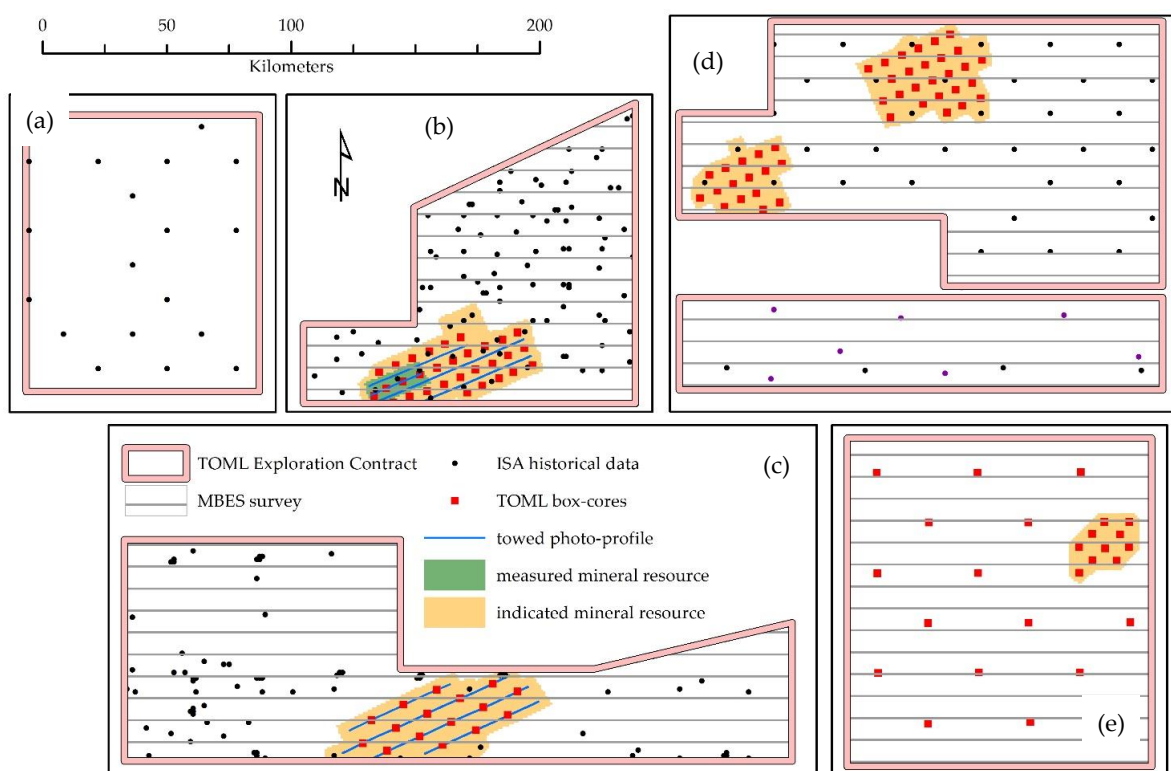 0 100 200
Kilometers
(a)
(b)
N
(d)
(c)
TOML Exploration Contract
MBES survey
ISA historical data
TOML box-cores
towed photo-profile
measured mineral resource
indicated mineral resource
(e)